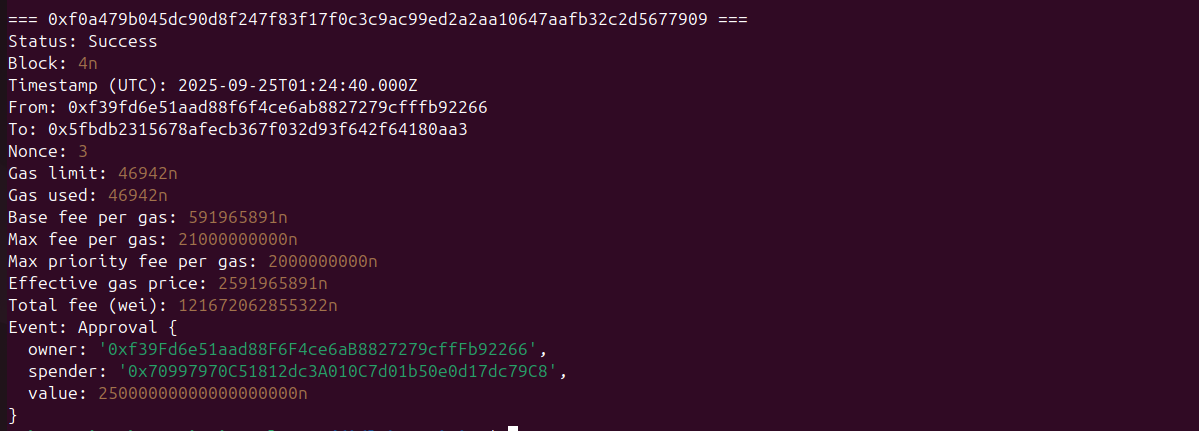 === 0xf0a479b045dc90d8f247f83f17f0c3c9ac99ed2a2aa10647aafb32c2d5677909 ===
Status: Success
Block: 4n
Timestamp (UTC): 2025-09-25T01:24:40.000Z
From: 0xf39fd6e51aad88f6f4ce6ab8827279cfffb92266
To: 0x5fbdb2315678afecb367f032d93f642f64180aa3
Nonce: 3
Gas limit: 46942n
Gas used: 46942n
Base fee per gas: 591965891n
Max fee per gas: 21000000000n
Max priority fee per gas: 2000000000n
Effective gas price: 2591965891n
Total fee (wei): 121672062855322n
Event: Approval {
  owner: '0xf39Fd6e51aad88F6F4ce6aB8827279cffFb92266',
  spender: '0x70997970C51812dc3A010C7d01b50e0d17dc79C8',
  value: 25000000000000000000n
}